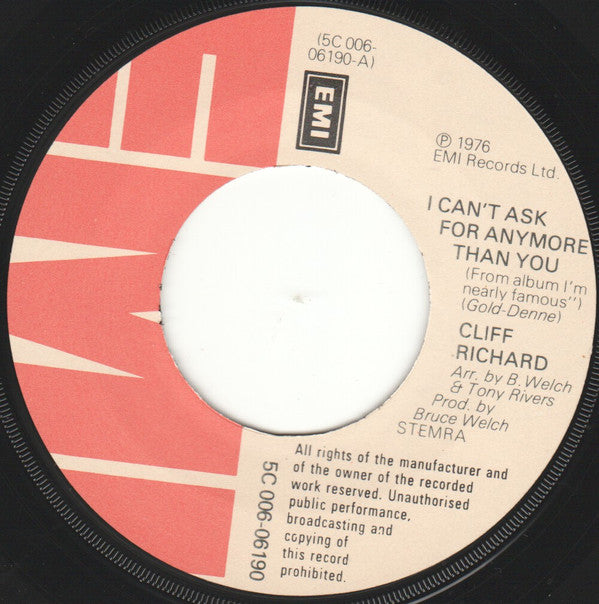 (5C 006-
06190-A)
EMI
Ⓟ 1976
EMI Records Ltd.
I CAN'T ASK
FOR ANYMORE
THAN YOU
(From album I'm
nearly famous")
(Gold-Denne)
CLIFF
RICHARD
Arr. by B. Welch
& Tony Rivers
Prod. by
Bruce Welch
STEMRA
All rights of the manufacturer and
of the owner of the recorded
work reserved. Unauthorised
public performance,
broadcasting and
copying of
this record
prohibited.
5C 006-06190
EMI